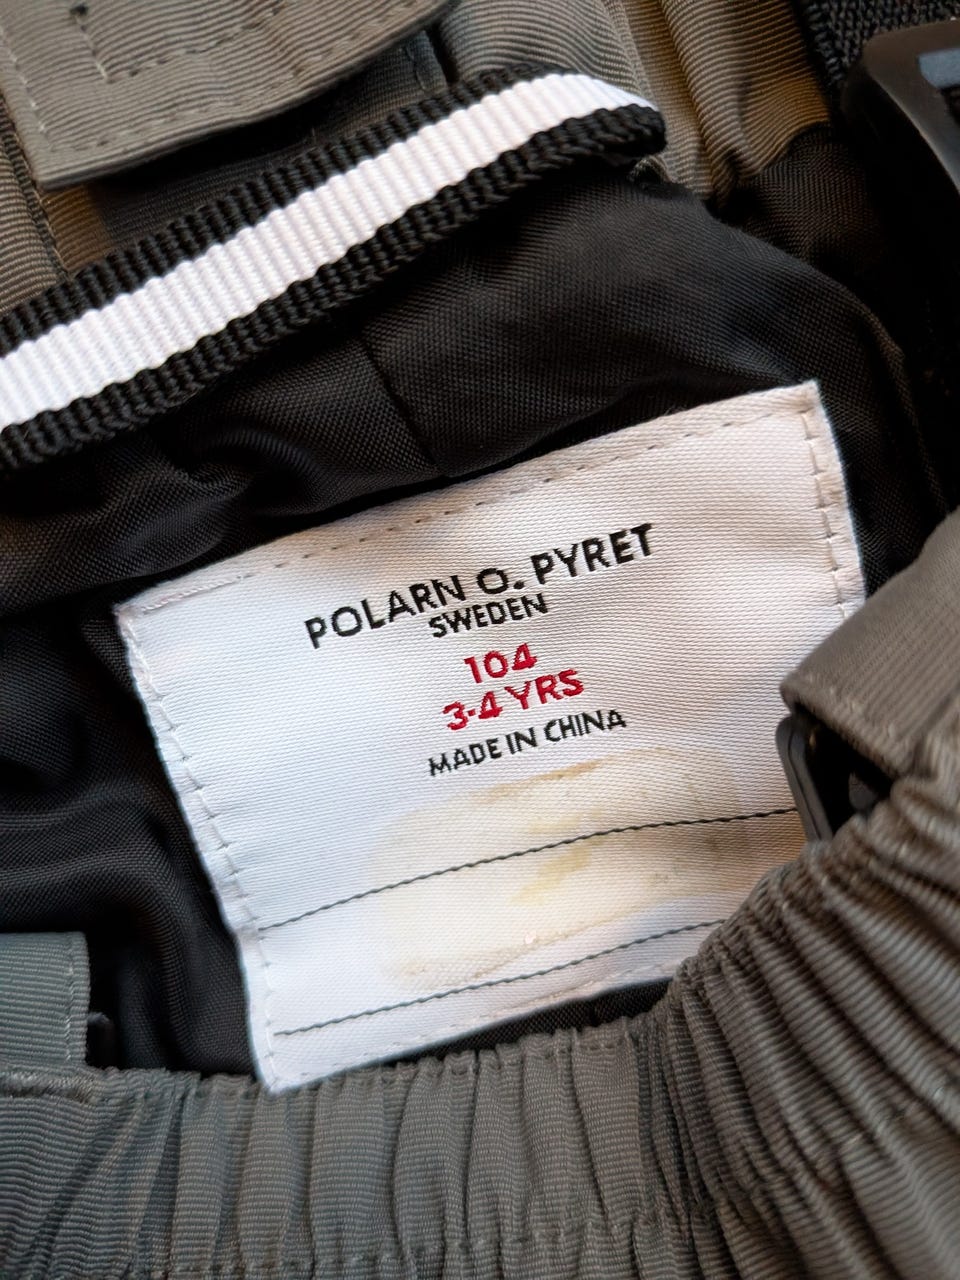 POLARN O. PYRET
SWEDEN
104
3-4 YRS
MADE IN CHINA